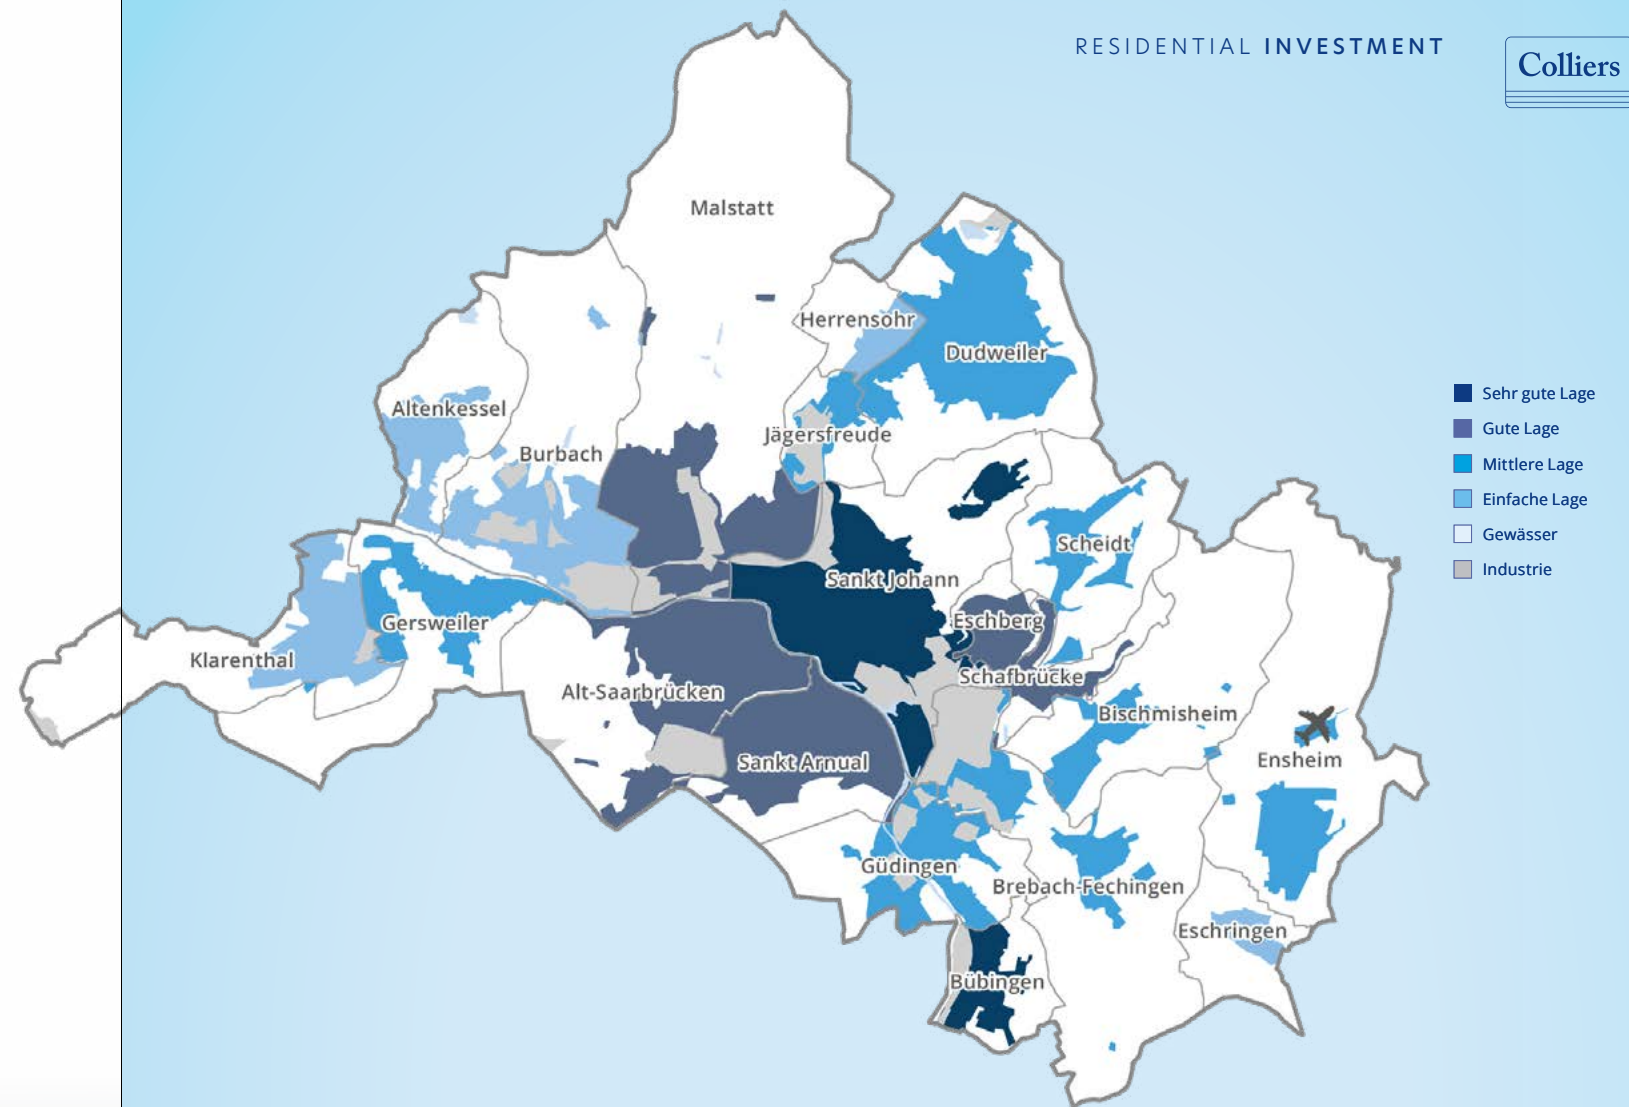 RESIDENTIAL INVESTMENT
Colliers
Malstatt
Herrensohr
Dudweiler
Altenkessel
Jägersfreude
Burbach
Scheidt
Sankt Johann
Eschberg
Gersweiler
Klarenthal
Schafbrücke
Alt-Saarbrücken
Bischmisheim
Sankt Arnual
Ensheim
Güdingen
Brebach-Fechingen
Eschringen
Bübingen
Sehr gute Lage
Gute Lage
Mittlere Lage
Einfache Lage
Gewässer
Industrie